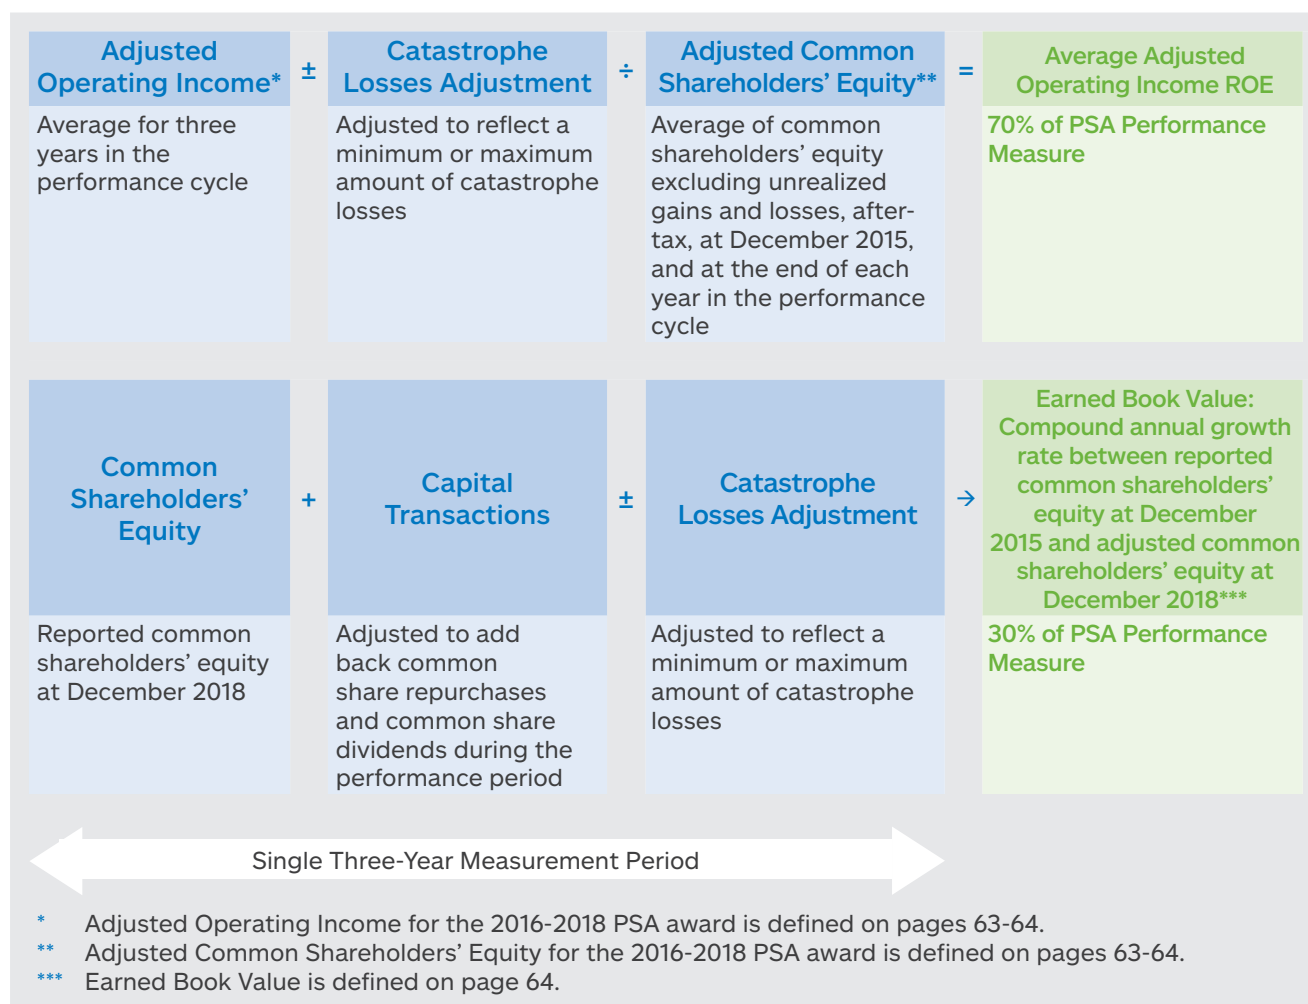 Adjusted
Operating Income*
±
Catastrophe
Losses Adjustment
÷
Adjusted Common
Shareholders’ Equity**
=
Average Adjusted
Operating Income ROE
Average for three
years in the
performance cycle
Adjusted to reflect a
minimum or maximum
amount of catastrophe
losses
Average of common
shareholders’ equity
excluding unrealized
gains and losses, after-
tax, at December 2015,
and at the end of each
year in the performance
cycle
70% of PSA Performance
Measure
Common
Shareholders’
Equity
+
Capital
Transactions
±
Catastrophe
Losses Adjustment
→
Earned Book Value:
Compound annual growth
rate between reported
common shareholders’
equity at December
2015 and adjusted common
shareholders’ equity at
December 2018***
Reported common
shareholders’ equity
at December 2018
Adjusted to add
back common
share repurchases
and common share
dividends during the
performance period
Adjusted to reflect a
minimum or maximum
amount of catastrophe
losses
30% of PSA Performance
Measure
Single Three-Year Measurement Period
* Adjusted Operating Income for the 2016-2018 PSA award is defined on pages 63-64.
** Adjusted Common Shareholders’ Equity for the 2016-2018 PSA award is defined on pages 63-64.
*** Earned Book Value is defined on page 64.